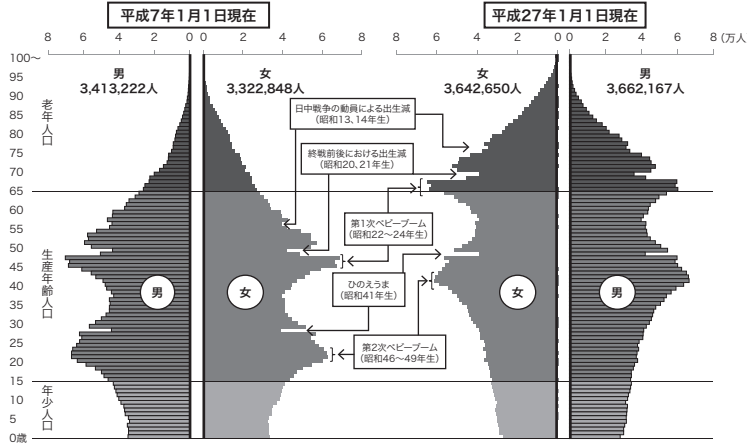 平成7年1月1日現在
平成27年1月1日現在
8 6 4 2 0 0 2 4 6 8
8 6 4 2 0 0 2 4 6 8 (万人
男
3,413,222人
女
3,322,848人
女
3,642,650人
男
3,662,167人
100〜
95
90
85
80
75
70
65
60
55
50
45
40
35
30
25
20
15
10
5
0歳
老年人口
生産年齢人口
年少人口
日中戦争の動員による出生減
(昭和13、14年生)
終戦前後における出生減
(昭和20、21年生)
第1次ベビーブーム
(昭和22〜24年生)
ひのえうま
(昭和41年生)
第2次ベビーブーム
(昭和46〜49年生)
男
女
女
男